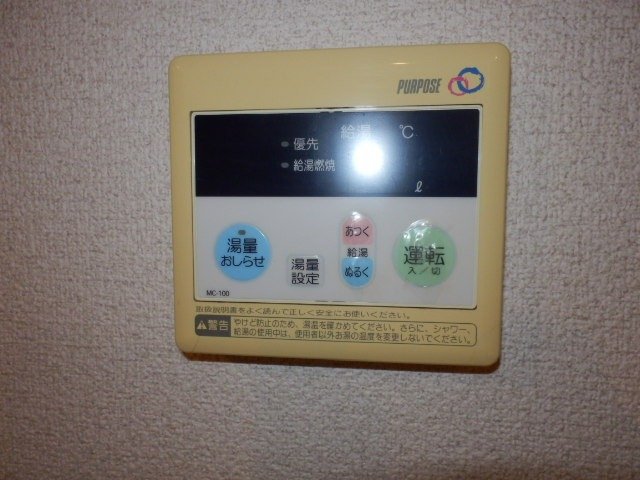 PURPOSE
給湯 ℃
優先
給湯燃焼
ℓ
湯量
おしらせ
湯量
設定
あつく
給湯
ぬるく
運転
入／切
MC-100
取扱説明書をよく読んで正しく安全にお使いください。
警告
やけど防止のため、湯温を確かめてください。さらに、シャワー、
給湯の使用中は、使用者以外お湯の温度を変更しないでください。